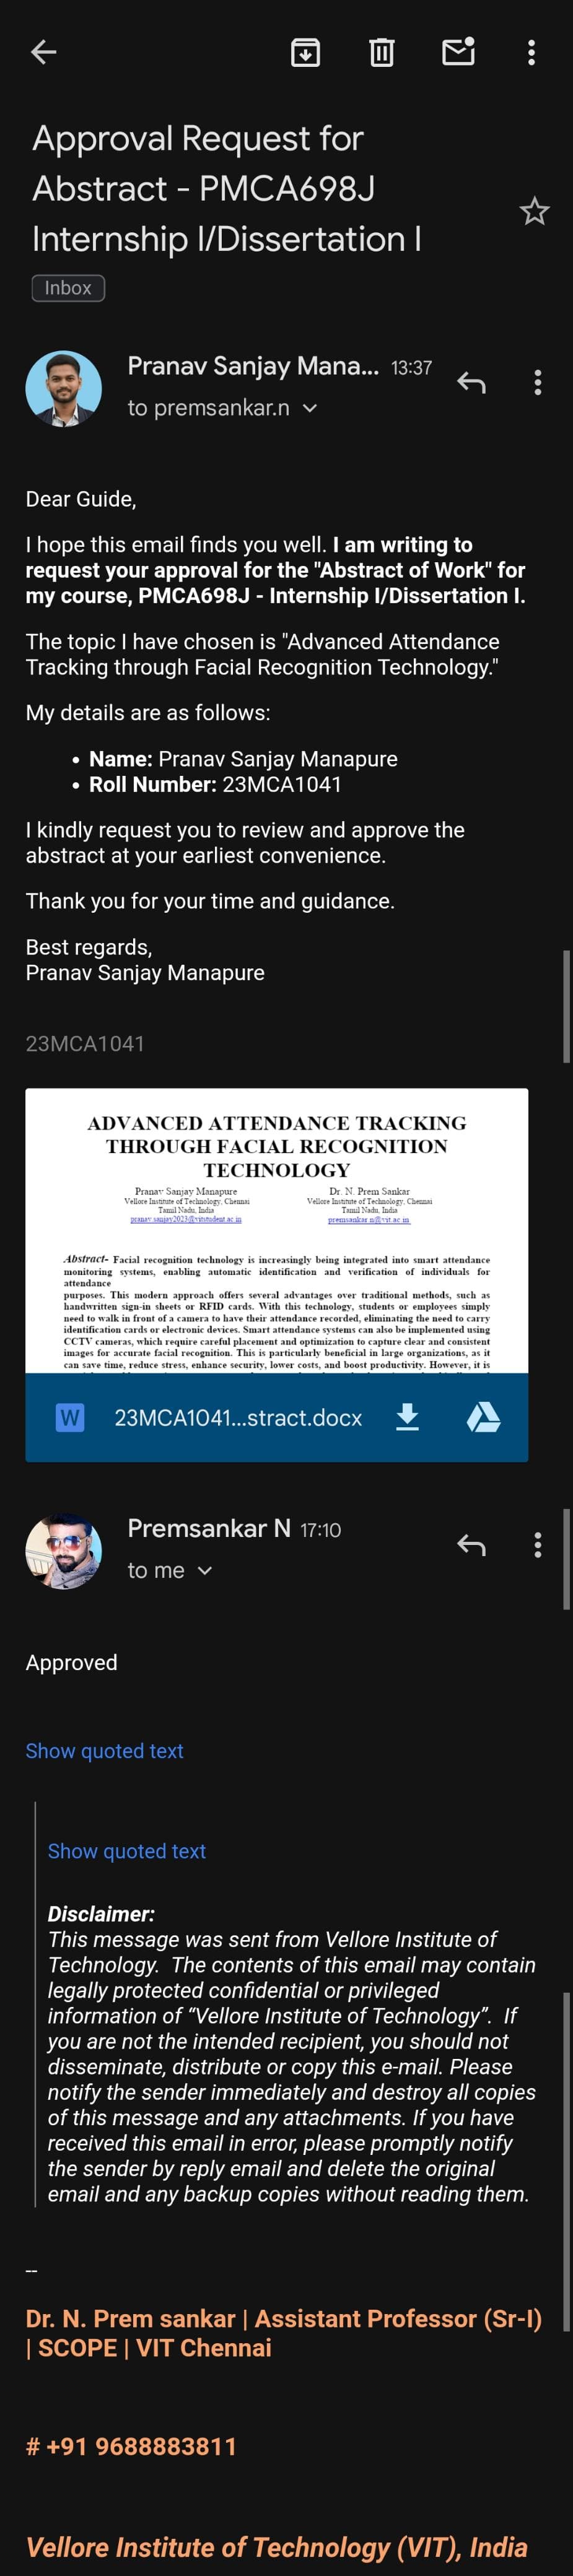 Approval Request for
Abstract - PMCA698J
Internship I/Dissertation I
Inbox
Pranav Sanjay Mana... 13:37
to premsankar.n
Dear Guide,
I hope this email finds you well. I am writing to
request your approval for the "Abstract of Work" for
my course, PMCA698J - Internship I/Dissertation I.
The topic I have chosen is "Advanced Attendance
Tracking through Facial Recognition Technology."
My details are as follows:
• Name: Pranav Sanjay Manapure
• Roll Number: 23MCA1041
I kindly request you to review and approve the
abstract at your earliest convenience.
Thank you for your time and guidance.
Best regards,
Pranav Sanjay Manapure
23MCA1041
ADVANCED ATTENDANCE TRACKING
THROUGH FACIAL RECOGNITION
TECHNOLOGY
Pranav Sanjay Manapure
Vellore Institute of Technology, Chennai
Tamil Nadu, India
pranav.sanjay2023@vitstudent.ac.in
Dr. N. Prem Sankar
Vellore Institute of Technology, Chennai
Tamil Nadu, India
premsankar.n@vit.ac.in
Abstract- Facial recognition technology is increasingly being integrated into smart attendance
monitoring systems, enabling automatic identification and verification of individuals for
attendance
purposes. This modern approach offers several advantages over traditional methods, such as
handwritten sign-in sheets or RFID cards. With this technology, students or employees simply
need to walk in front of a camera to have their attendance recorded, eliminating the need to carry
identification cards or electronic devices. Smart attendance systems can also be implemented using
CCTV cameras, which require careful placement and optimization to capture clear and consistent
images for accurate facial recognition. This is particularly beneficial in large organizations, as it
can save time, reduce stress, enhance security, lower costs, and boost productivity. However, it is
W
23MCA1041...stract.docx
Premsankar N 17:10
to me
Approved
Show quoted text
Show quoted text
Disclaimer:
This message was sent from Vellore Institute of
Technology. The contents of this email may contain
legally protected confidential or privileged
information of “Vellore Institute of Technology”. If
you are not the intended recipient, you should not
disseminate, distribute or copy this e-mail. Please
notify the sender immediately and destroy all copies
of this message and any attachments. If you have
received this email in error, please promptly notify
the sender by reply email and delete the original
email and any backup copies without reading them.
--
Dr. N. Prem sankar | Assistant Professor (Sr-I)
| SCOPE | VIT Chennai
# +91 9688883811
Vellore Institute of Technology (VIT), India